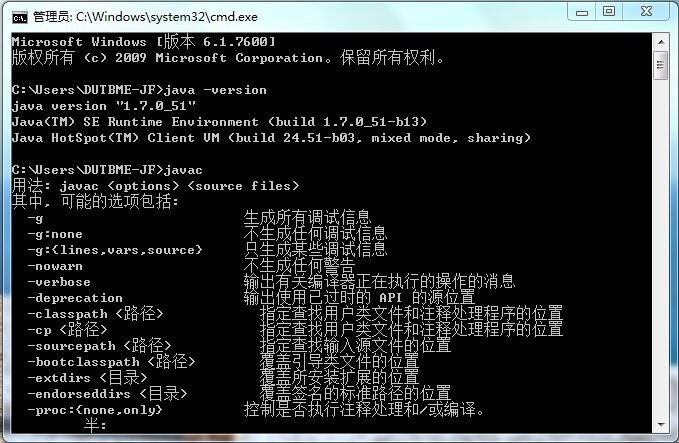 管理员: C:\Windows\system32\cmd.exe
Microsoft Windows [版本 6.1.7600]
版权所有 (c) 2009 Microsoft Corporation。保留所有权利。
C:\Users\DUTBME-JF>java -version
java version "1.7.0_51"
Java(TM) SE Runtime Environment (build 1.7.0_51-b13)
Java HotSpot(TM) Client VM (build 24.51-b03, mixed mode, sharing)
C:\Users\DUTBME-JF>javac
用法: javac <options> <source files>
其中, 可能的选项包括:
-g 生成所有调试信息
-g:none 不生成任何调试信息
-g:{lines,vars,source} 只生成某些调试信息
-nowarn 不生成任何警告
-verbose 输出有关编译器正在执行的操作的消息
-deprecation 输出使用已过时的 API 的源位置
-classpath <路径> 指定查找用户类文件和注释处理程序的位置
-cp <路径> 指定查找用户类文件和注释处理程序的位置
-sourcepath <路径> 指定查找输入源文件的位置
-bootclasspath <路径> 覆盖引导类文件的位置
-extdirs <目录> 覆盖所安装扩展的位置
-endorseddirs <目录> 覆盖签名的标准路径的位置
-proc:{none,only} 控制是否执行注释处理和/或编译。
半: